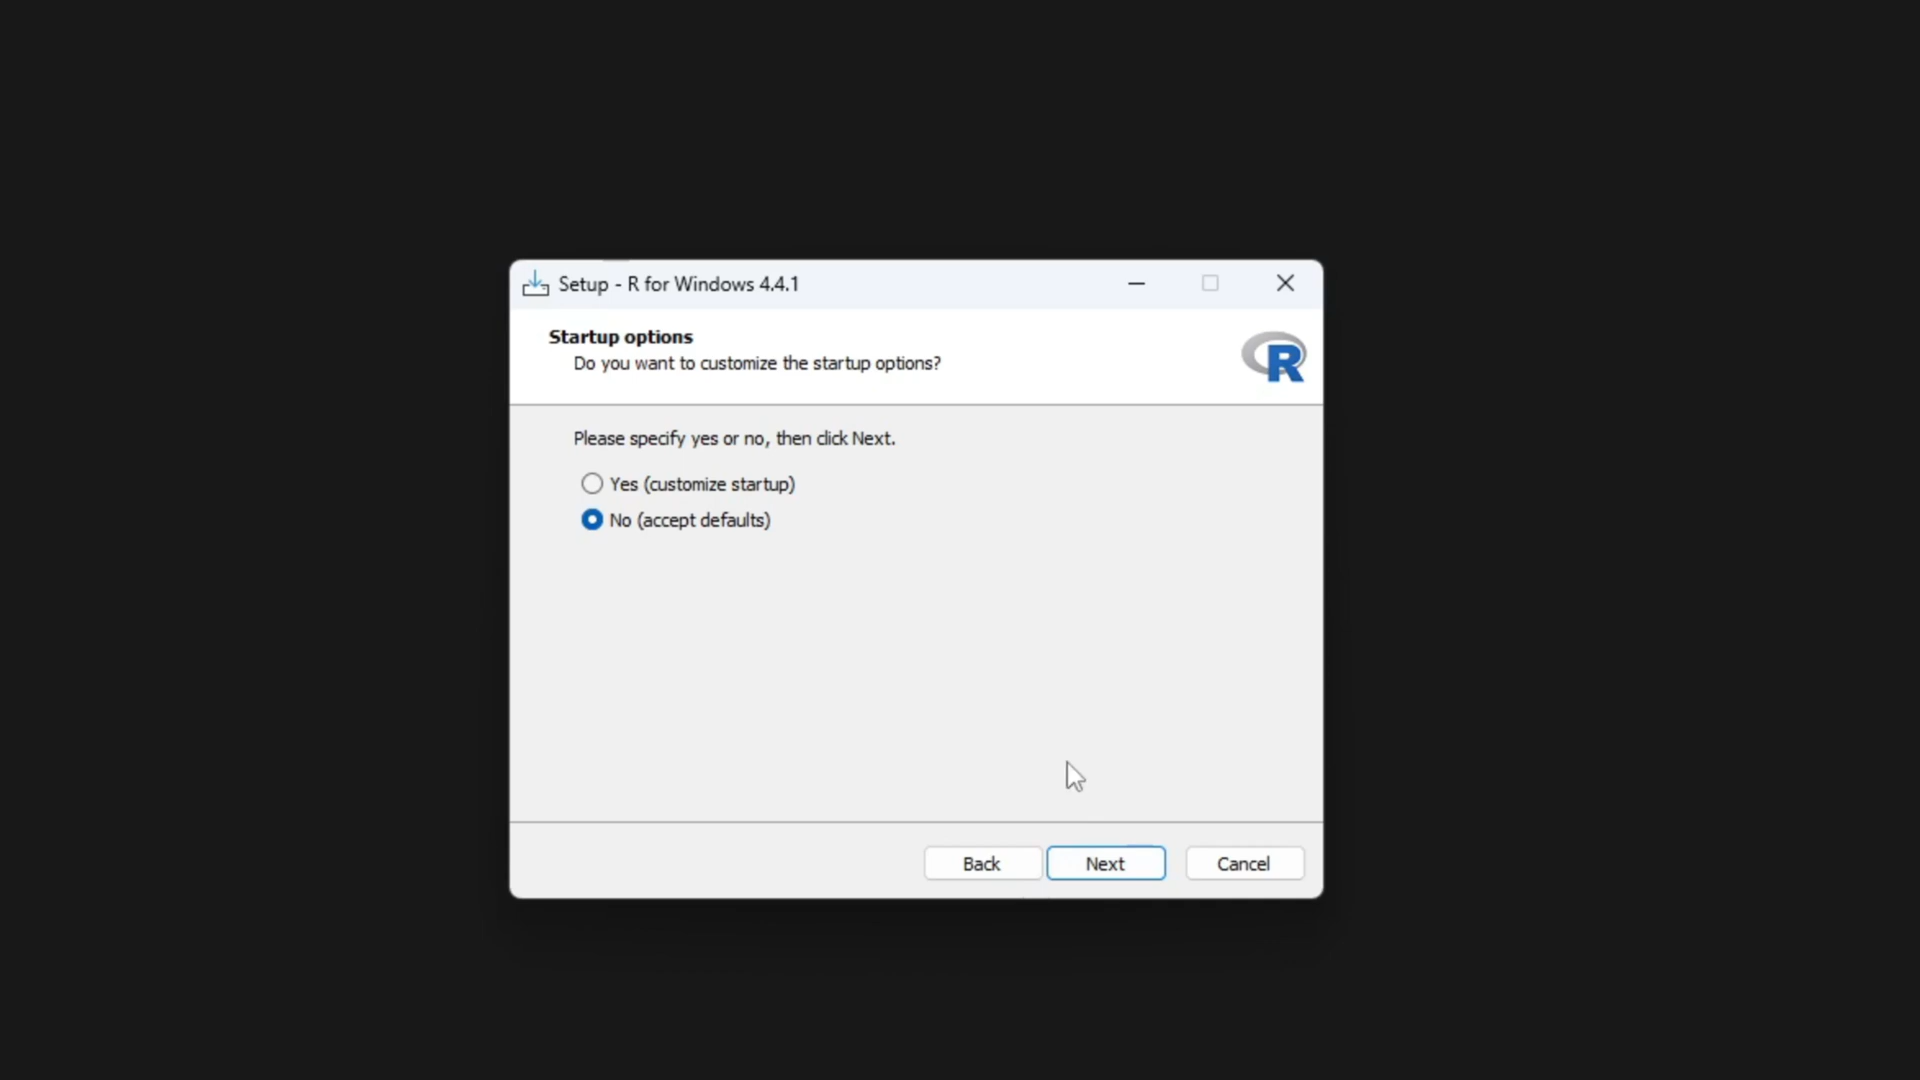 Setup - R for Windows 4.4.1
Startup options
Do you want to customize the startup options?
R
Please specify yes or no, then click Next.
Yes (customize startup)
No (accept defaults)
Back
Next
Cancel